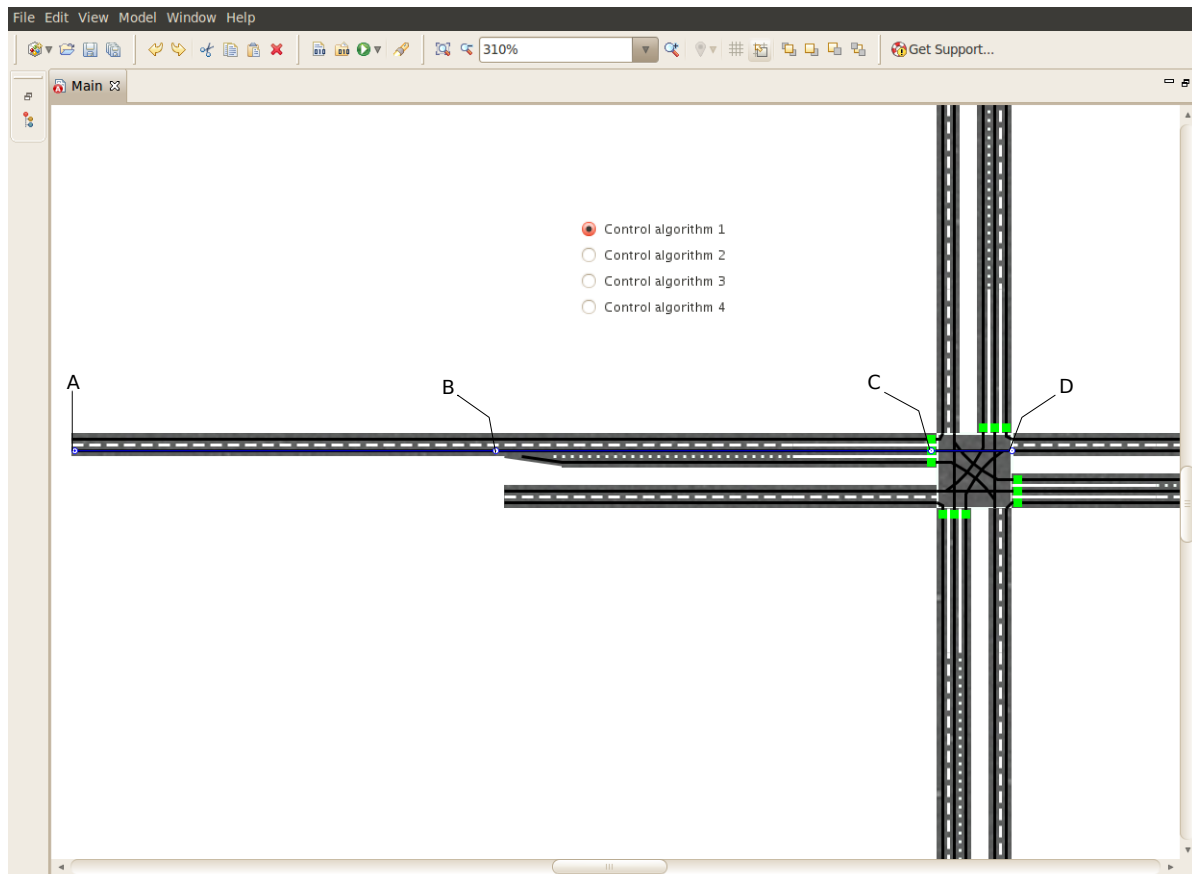 File Edit View Model Window Help
310% Get Support...
Main
Control algorithm 1
Control algorithm 2
Control algorithm 3
Control algorithm 4
A B C D